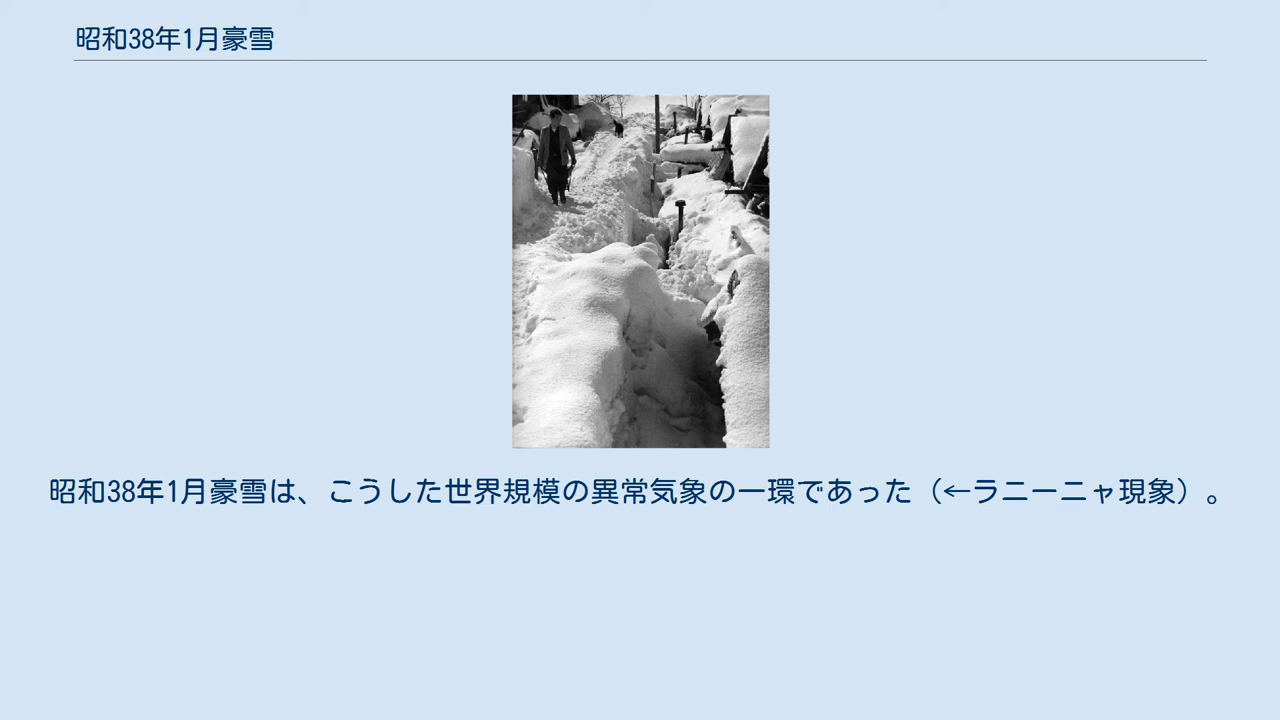 昭和38年1月豪雪
昭和38年1月豪雪は、こうした世界規模の異常気象の一環であった（←ラニーニャ現象）。